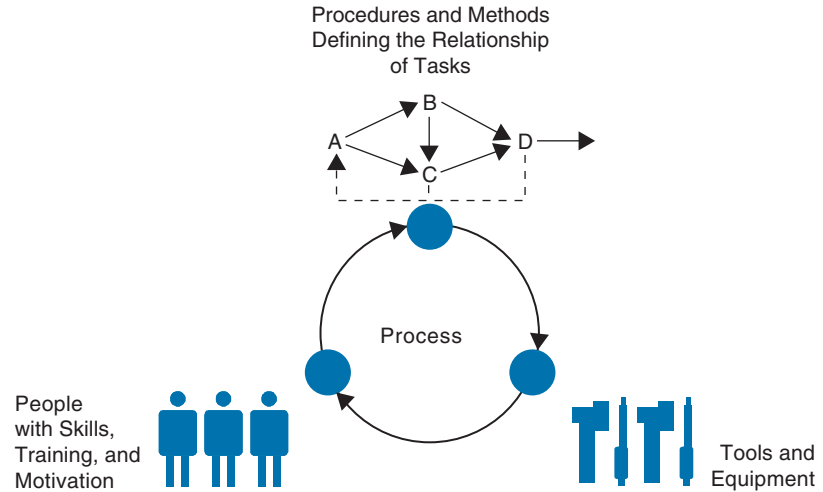 Procedures and Methods
Defining the Relationship
of Tasks
B
A
D
C
Process
People
with Skills,
Training, and
Motivation
Tools and
Equipment